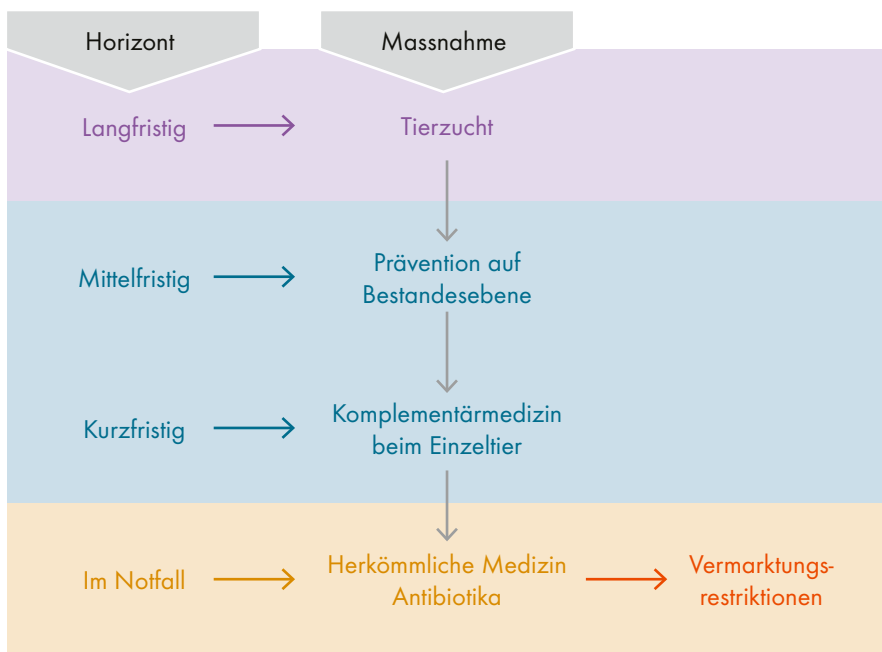 Horizont
Massnahme
Langfristig
Tierzucht
Mittelfristig
Prävention auf
Bestandesebene
Kurzfristig
Komplementärmedizin
beim Einzeltier
Im Notfall
Herkömmliche Medizin
Antibiotika
Vermarktungs-
restriktionen